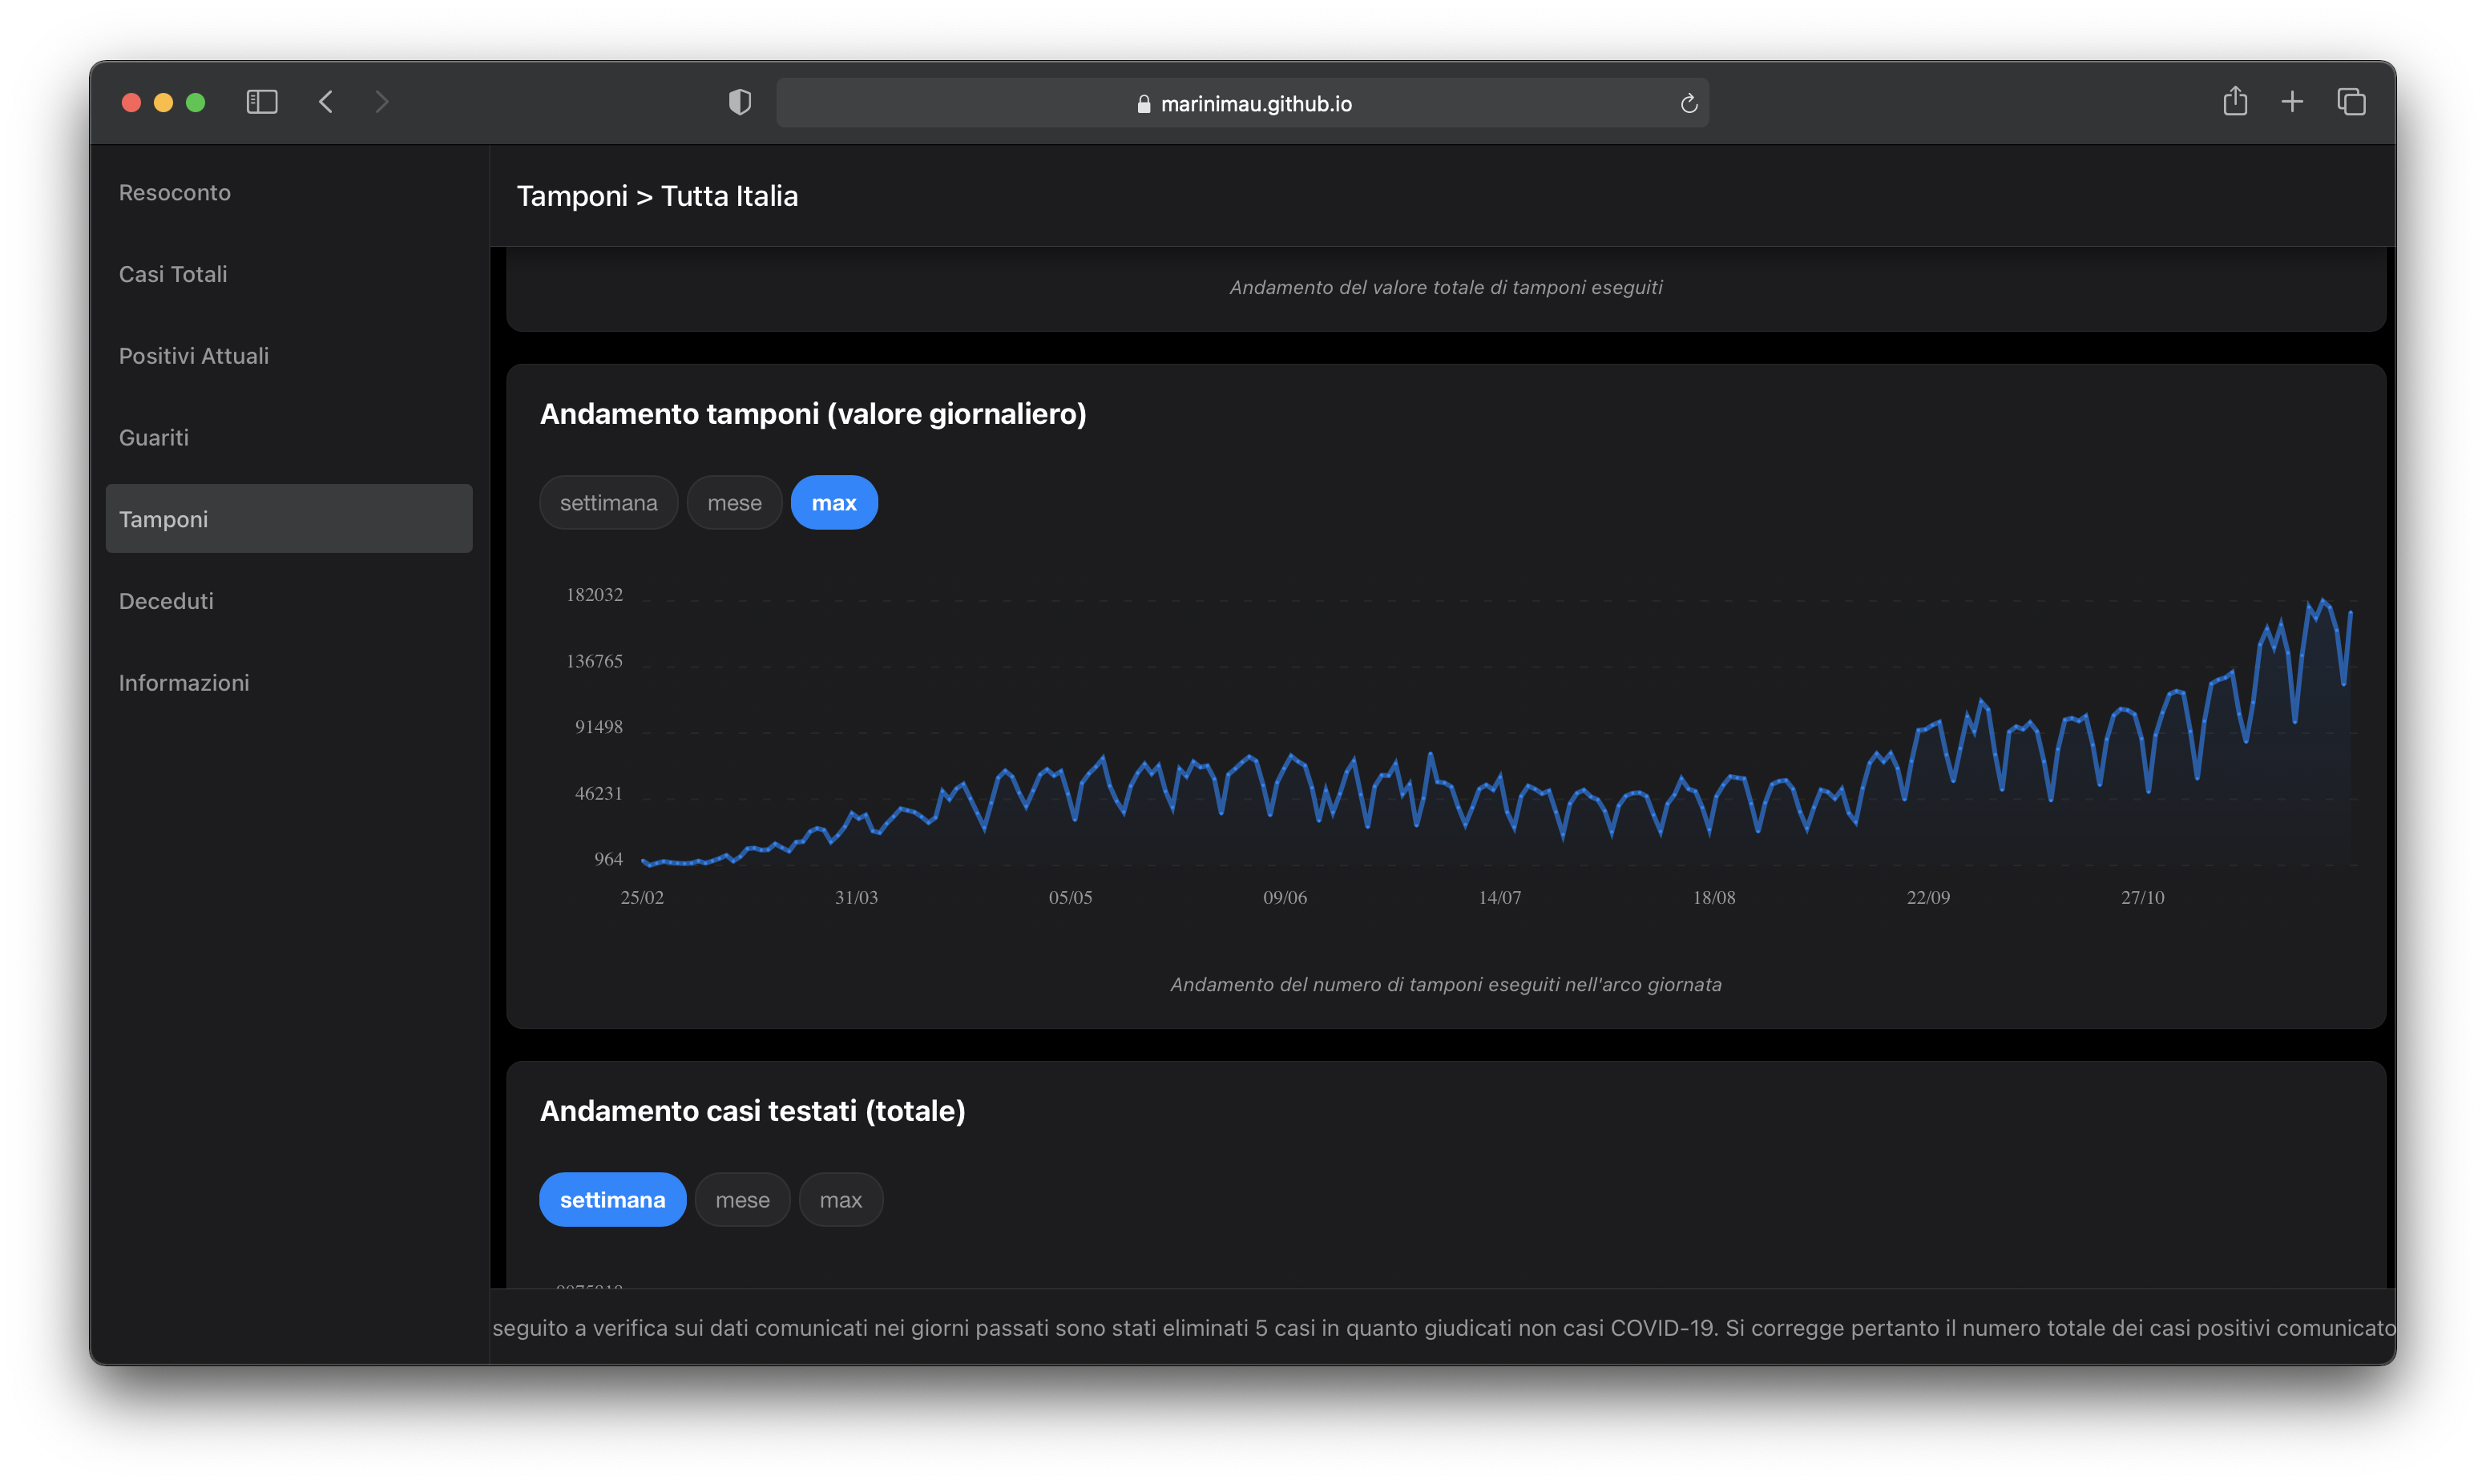 marinimau.github.io
Resoconto
Casi Totali
Positivi Attuali
Guariti
Tamponi
Deceduti
Informazioni
Tamponi > Tutta Italia
Andamento del valore totale di tamponi eseguiti
Andamento tamponi (valore giornaliero)
settimana mese max
182032
136765
91498
46231
964
25/02 31/03 05/05 09/06 14/07 18/08 22/09 27/10
Andamento del numero di tamponi eseguiti nell'arco giornata
Andamento casi testati (totale)
settimana mese max
seguito a verifica sui dati comunicati nei giorni passati sono stati eliminati 5 casi in quanto giudicati non casi COVID-19. Si corregge pertanto il numero totale dei casi positivi comunicato